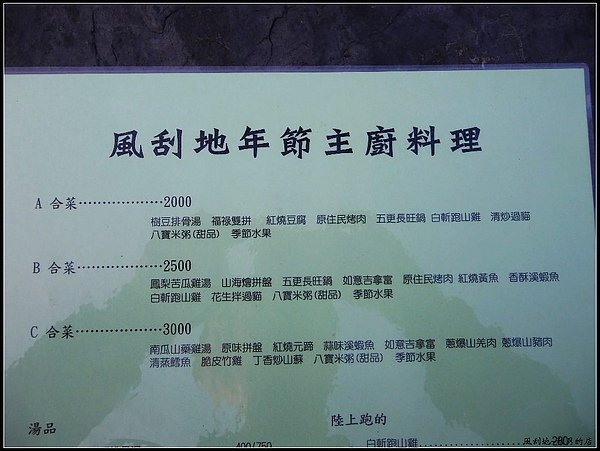 風刮地年節主廚料理
A 合菜··················2000
樹豆排骨湯 福祿雙拼 紅燒豆腐 原住民烤肉 五更長旺鍋 白斬跑山雞 清炒過貓
八寶米粥(甜品) 季節水果
B 合菜··················2500
鳳梨苦瓜雞湯 山海燴拼盤 五更長旺鍋 如意吉拿富 原住民烤肉 紅燒黃魚 香酥溪蝦魚
白斬跑山雞 花生拌過貓 八寶米粥(甜品) 季節水果
C 合菜··················3000
南瓜山藥雞湯 原味拼盤 紅燒元蹄 蒜味溪蝦魚 如意吉拿富 蔥爆山羌肉 蔥爆山豬肉
清蒸鱈魚 脆皮竹雞 丁香炒山蘇 八寶米粥(甜品) 季節水果
湯品
陸上跑的
400/750
白斬跑山雞